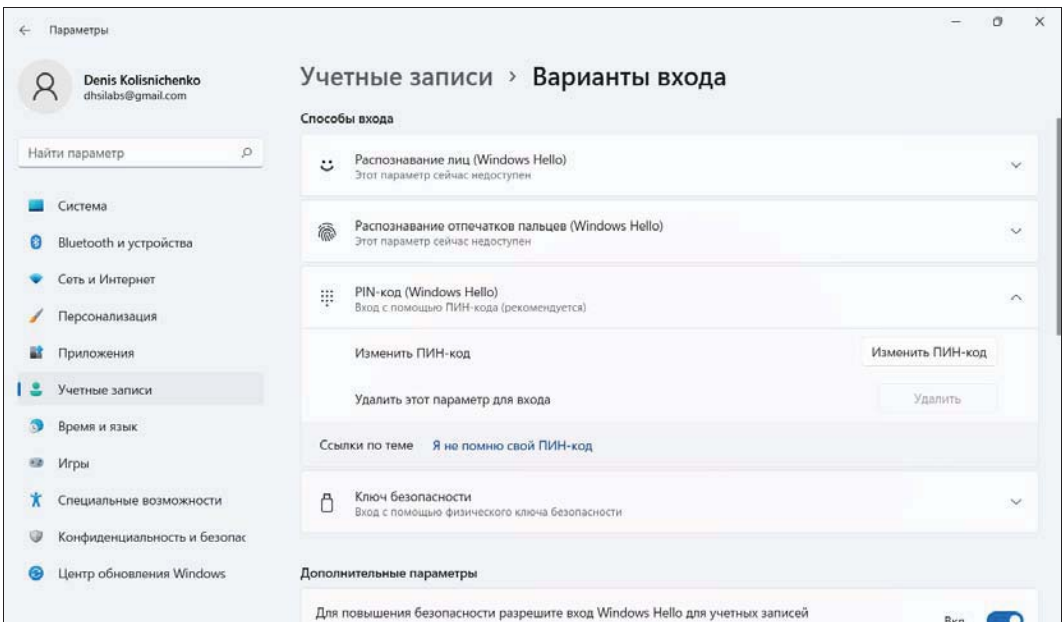 Параметры
Denis Kolisnichenko
dhsilabs@gmail.com
Найти параметр
Система
Bluetooth и устройства
Сеть и Интернет
Персонализация
Приложения
Учетные записи
Время и язык
Игры
Специальные возможности
Конфиденциальность и безопас
Центр обновления Windows
Учетные записи > Варианты входа
Способы входа
Распознавание лиц (Windows Hello)
Этот параметр сейчас недоступен
Распознавание отпечатков пальцев (Windows Hello)
Этот параметр сейчас недоступен
PIN-код (Windows Hello)
Вход с помощью ПИН-кода (рекомендуется)
Изменить ПИН-код Изменить ПИН-код
Удалить этот параметр для входа Удалить
Ссылки по теме Я не помню свой ПИН-код
Ключ безопасности
Вход с помощью физического ключа безопасности
Дополнительные параметры
Для повышения безопасности разрешите вход Windows Hello для учетных записей
Вкл